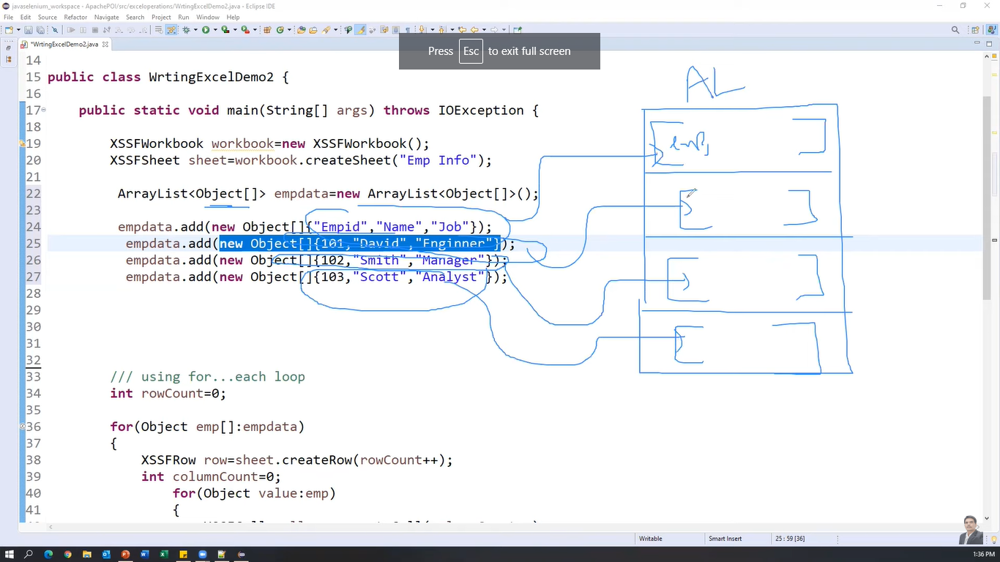 javaselenium_workspace - ApachePOI/src/exceloperations/WrtingExcelDemo2.java - Eclipse IDE
File Edit Source Refactor Navigate Search Project Run Window Help
*WrtingExcelDemo2.java
Press Esc to exit full screen
14
15 public class WrtingExcelDemo2 {
16
17 public static void main(String[] args) throws IOException {
18
19 XSSFWorkbook workbook=new XSSFWorkbook();
20 XSSFSheet sheet=workbook.createSheet("Emp Info");
21
22 ArrayList<Object[]> empdata=new ArrayList<Object[]>();
23
24 empdata.add(new Object[]{"Empid","Name","Job"});
25 empdata.add(new Object[]{101,"David","Enginner"});
26 empdata.add(new Object[]{102,"Smith","Manager"});
27 empdata.add(new Object[]{103,"Scott","Analyst"});
28
29
30
31
32
33 /// using for...each loop
34 int rowCount=0;
35
36 for(Object emp[]:empdata)
37 {
38 XSSFRow row=sheet.createRow(rowCount++);
39 int columnCount=0;
40 for(Object value:emp)
41 {
AL
Writable Smart Insert 25 : 59 [36]
1:36 PM